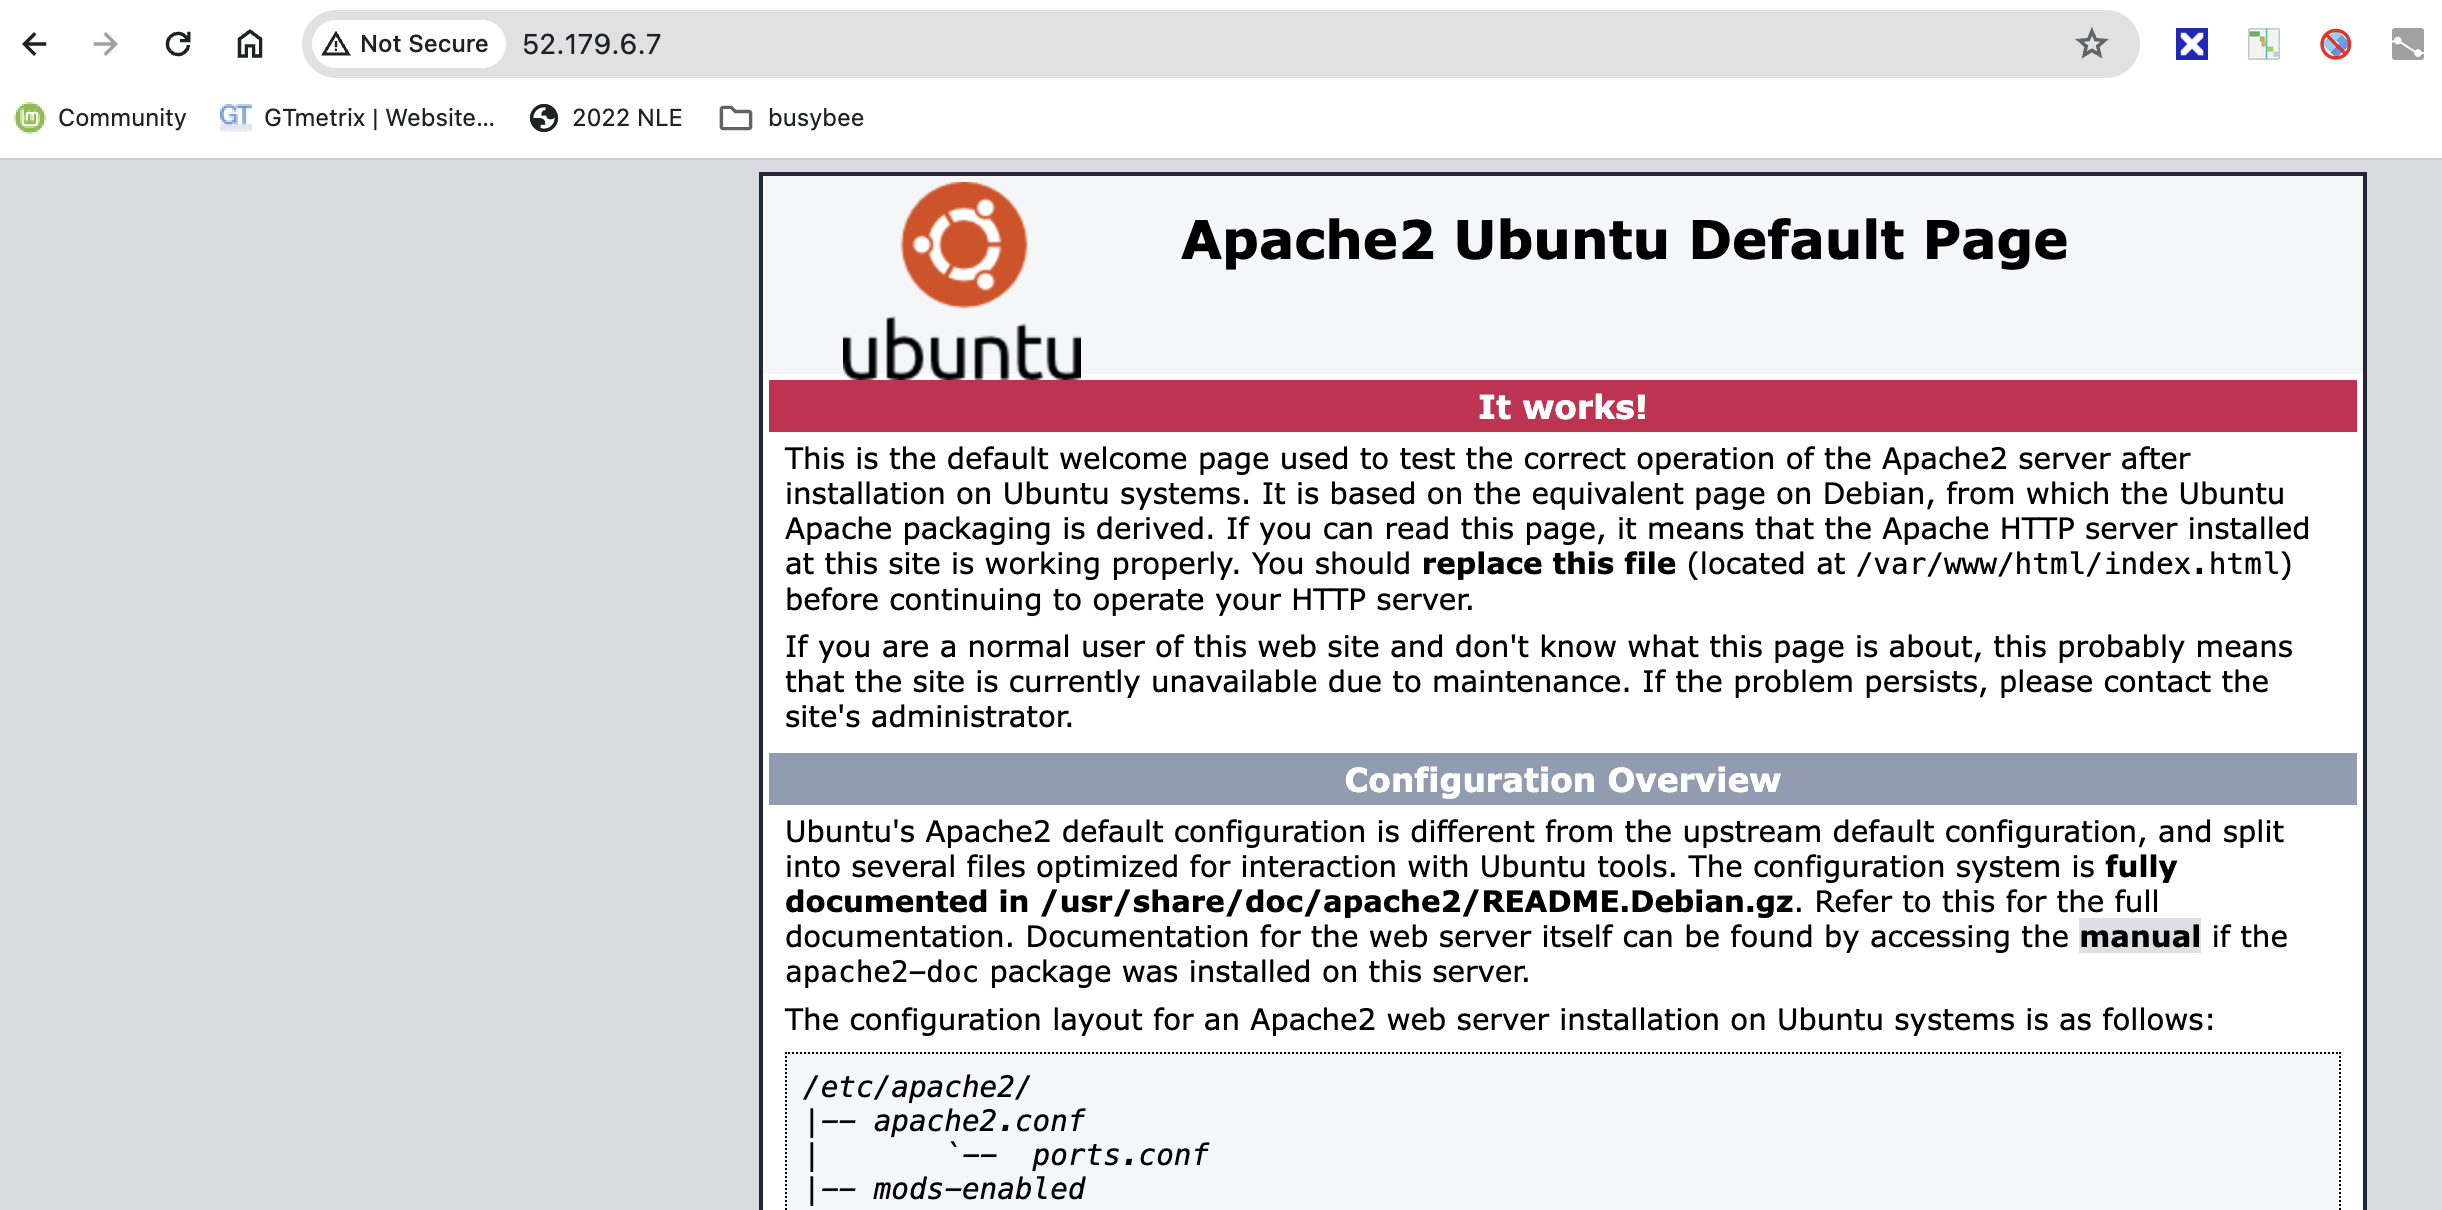 Not Secure 52.179.6.7
Community GTmetrix | Website... 2022 NLE busybee
ubuntu
Apache2 Ubuntu Default Page
It works!
This is the default welcome page used to test the correct operation of the Apache2 server after
installation on Ubuntu systems. It is based on the equivalent page on Debian, from which the Ubuntu
Apache packaging is derived. If you can read this page, it means that the Apache HTTP server installed
at this site is working properly. You should replace this file (located at /var/www/html/index.html)
before continuing to operate your HTTP server.
If you are a normal user of this web site and don't know what this page is about, this probably means
that the site is currently unavailable due to maintenance. If the problem persists, please contact the
site's administrator.
Configuration Overview
Ubuntu's Apache2 default configuration is different from the upstream default configuration, and split
into several files optimized for interaction with Ubuntu tools. The configuration system is fully
documented in /usr/share/doc/apache2/README.Debian.gz. Refer to this for the full
documentation. Documentation for the web server itself can be found by accessing the manual if the
apache2-doc package was installed on this server.
The configuration layout for an Apache2 web server installation on Ubuntu systems is as follows:
/etc/apache2/
|-- apache2.conf
|       `--  ports.conf
|-- mods-enabled